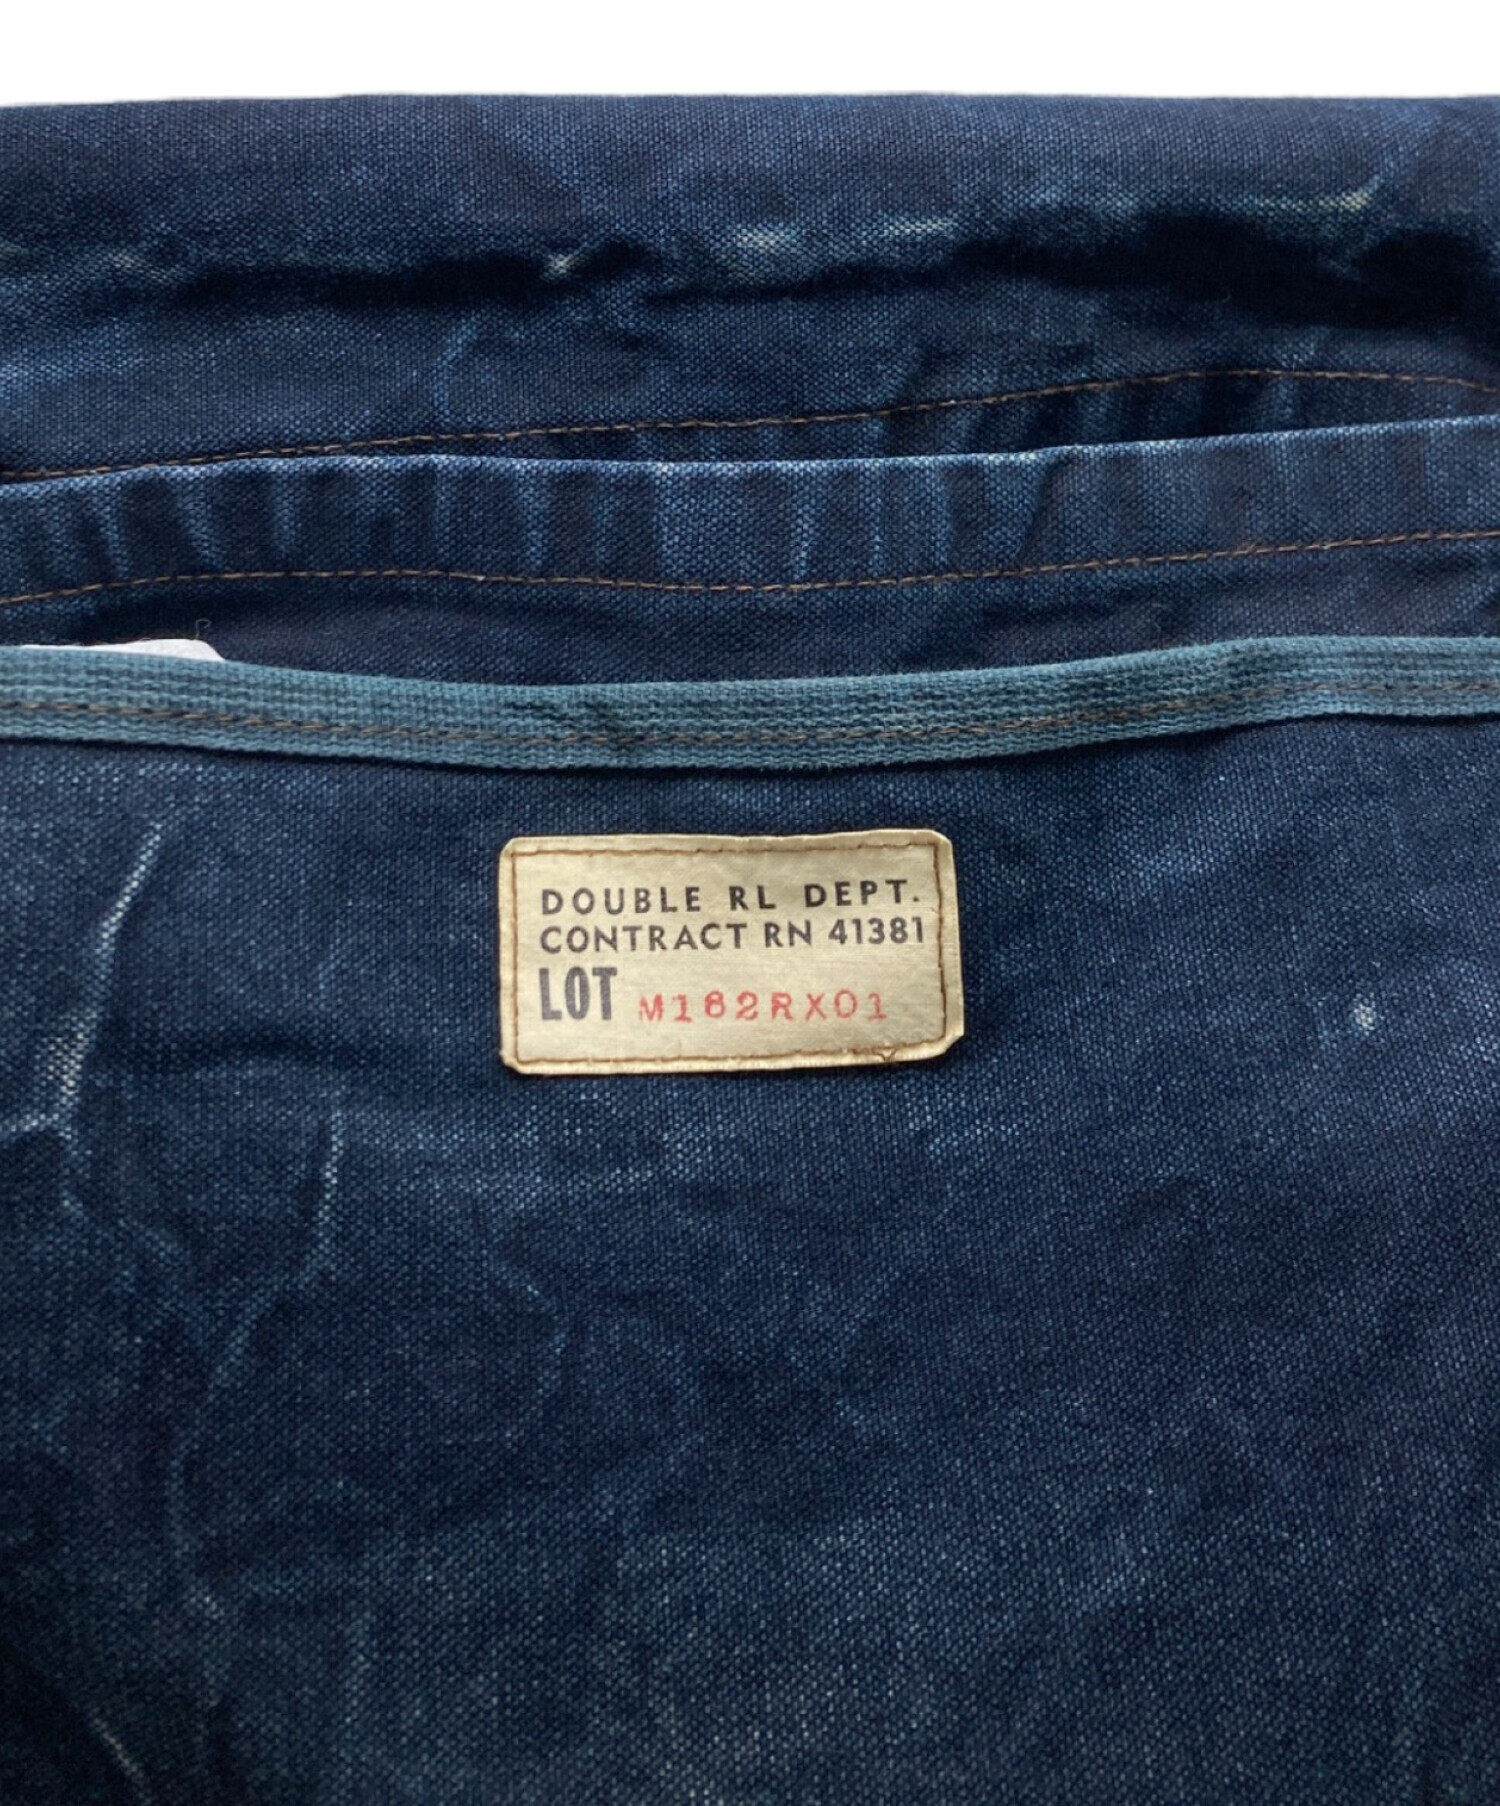 DOUBLE RL DEPT.
CONTRACT RN 41381
LOT M182RX01